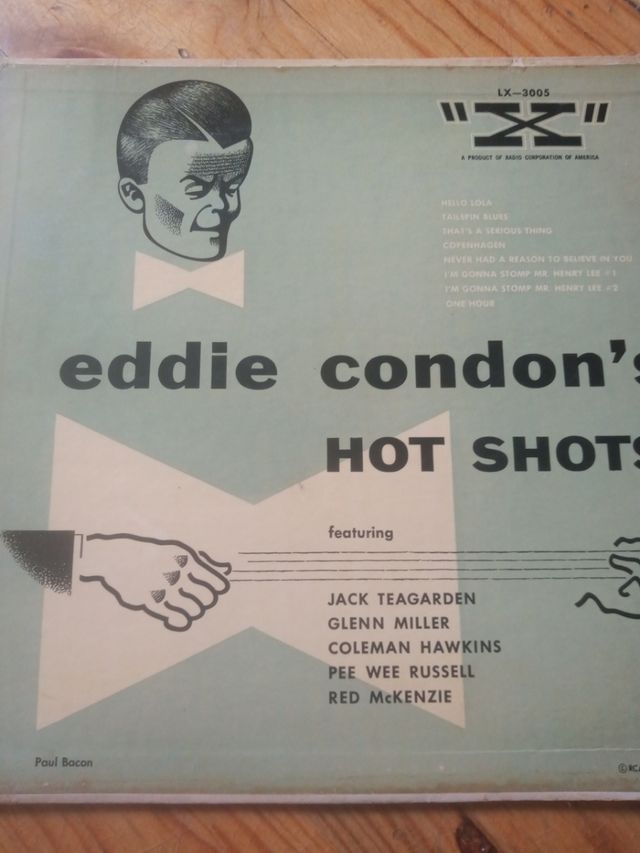 LX—3005
"X"
A PRODUCT OF RADIO CORPORATION OF AMERICA
HELLO LOLA
TAILSPIN BLUES
THAT'S A SERIOUS THING
COPENHAGEN
NEVER HAD A REASON TO BELIEVE IN YOU
I'M GONNA STOMP MR. HENRY LEE #1
I'M GONNA STOMP MR. HENRY LEE #2
ONE HOUR
eddie condon's
HOT SHOTS
featuring
JACK TEAGARDEN
GLENN MILLER
COLEMAN HAWKINS
PEE WEE RUSSELL
RED McKENZIE
Paul Bacon
©RCA